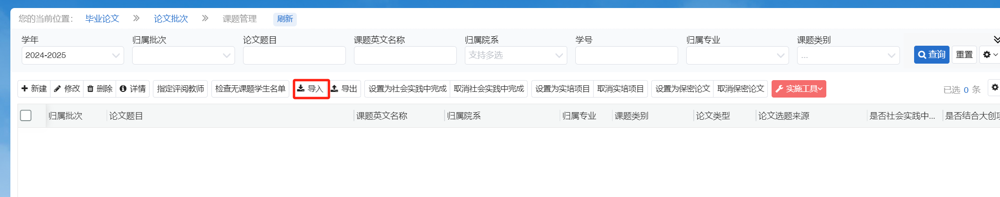 您的当前位置： 毕业论文 论文批次 课题管理 刷新
学年 归属批次 论文题目 课题英文名称 归属院系 学号 归属专业 课题类别
2024-2025 支持多选 ... 查询 重置
新建 修改 删除 详情 指定评阅教师 检查无课题学生名单 导入 导出 设置为社会实践中完成 取消社会实践中完成 设置为实培项目 取消实培项目 设置为保密论文 取消保密论文 实施工具 已选 0 条
归属批次 论文题目 课题英文名称 归属院系 归属专业 课题类别 论文类型 论文选题来源 是否社会实践中... 是否结合大创项